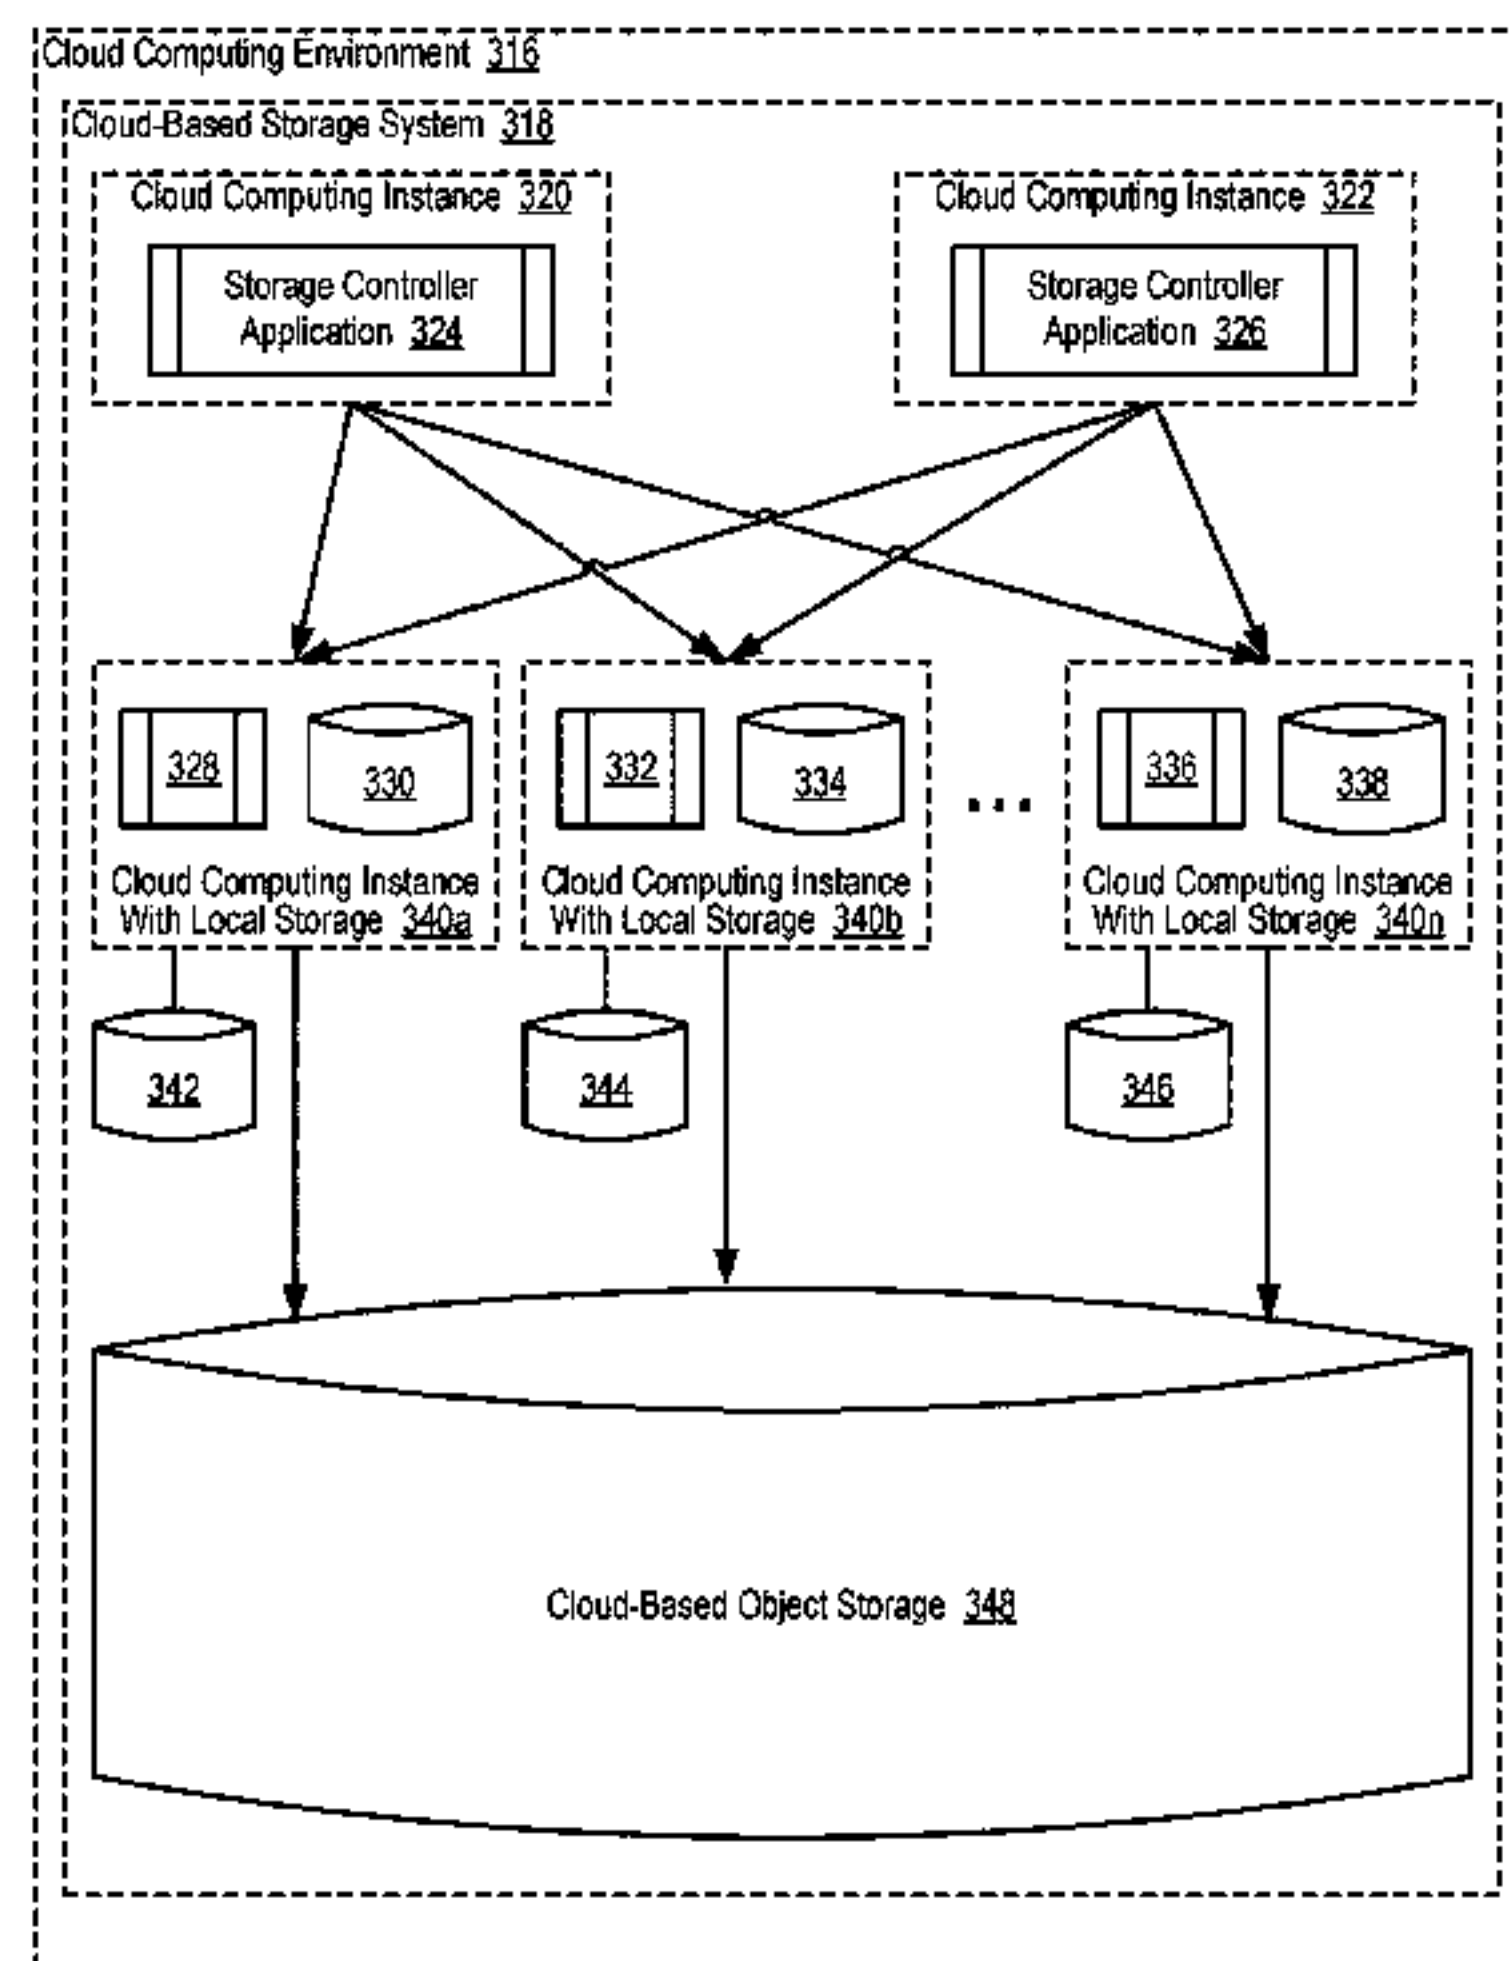 Cloud Computing Environment 316
Cloud-Based Storage System 318
Cloud Computing Instance 320
Storage Controller
Application 324
Cloud Computing Instance 322
Storage Controller
Application 326
328
330
Cloud Computing Instance
With Local Storage 340a
332
334
Cloud Computing Instance
With Local Storage 340b
...
336
338
Cloud Computing Instance
With Local Storage 340n
342
344
346
Cloud-Based Object Storage 348